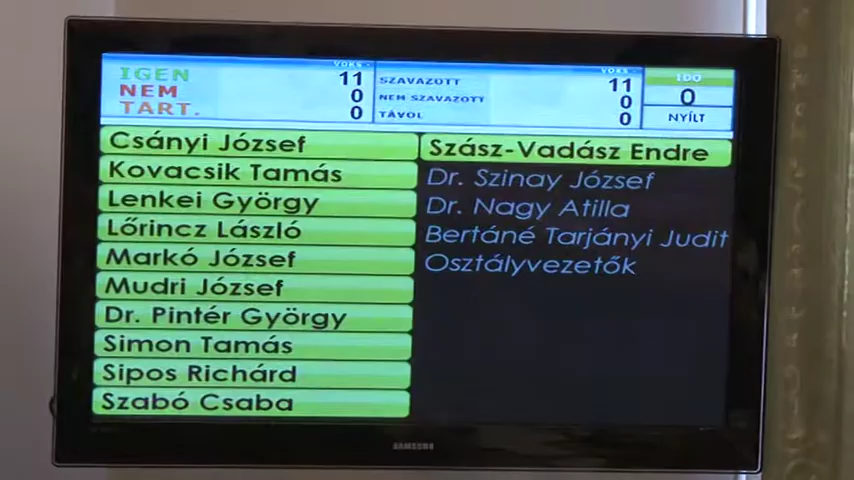 VOKS
IGEN 11
NEM 0
TART. 0
VOKS
SZAVAZOTT 11
NEM SZAVAZOTT 0
TÁVOL 0
IDŐ
0
NYÍLT
Csányi József
Kovacsik Tamás
Lenkei György
Lőrincz László
Markó József
Mudri József
Dr. Pintér György
Simon Tamás
Sipos Richárd
Szabó Csaba
Szász-Vadász Endre
Dr. Szinay József
Dr. Nagy Atilla
Bertáné Tarjányi Judit
Osztályvezetők
SAMSUNG